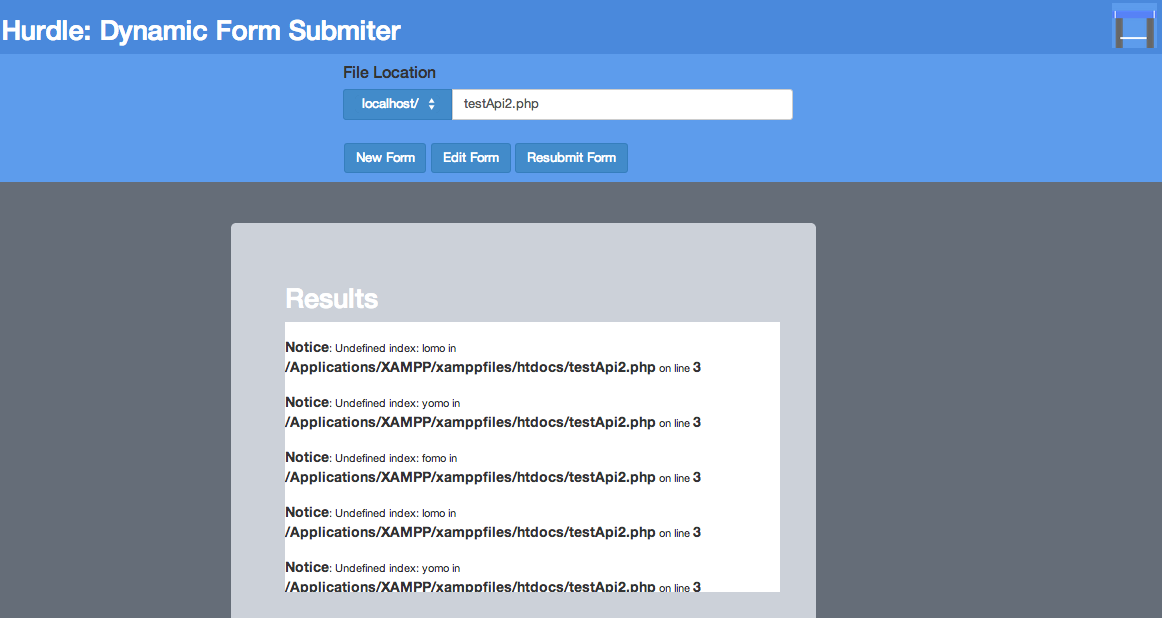 Hurdle: Dynamic Form Submiter
File Location
localhost/ testApi2.php
New Form Edit Form Resubmit Form
Results
Notice: Undefined index: lomo in
/Applications/XAMPP/xamppfiles/htdocs/testApi2.php on line 3
Notice: Undefined index: yomo in
/Applications/XAMPP/xamppfiles/htdocs/testApi2.php on line 3
Notice: Undefined index: fomo in
/Applications/XAMPP/xamppfiles/htdocs/testApi2.php on line 3
Notice: Undefined index: lomo in
/Applications/XAMPP/xamppfiles/htdocs/testApi2.php on line 3
Notice: Undefined index: yomo in
/Applications/XAMPP/xamppfiles/htdocs/testApi2.php on line 3